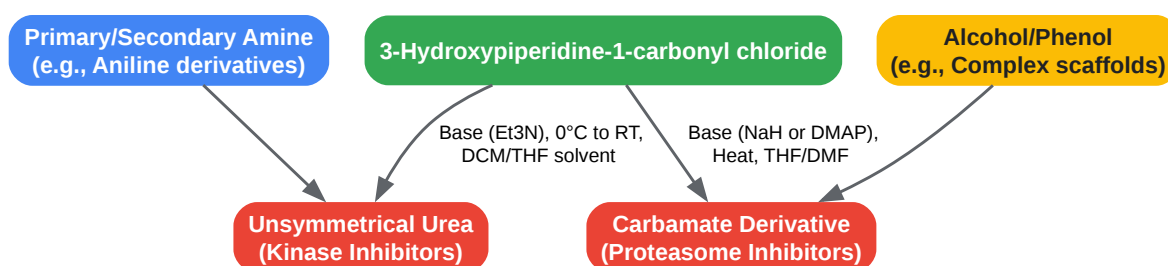 Primary/Secondary Amine
(e.g., Aniline derivatives)
3-Hydroxypiperidine-1-carbonyl chloride
Alcohol/Phenol
(e.g., Complex scaffolds)
Base (Et3N), 0°C to RT,
DCM/THF solvent
Base (NaH or DMAP),
Heat, THF/DMF
Unsymmetrical Urea
(Kinase Inhibitors)
Carbamate Derivative
(Proteasome Inhibitors)